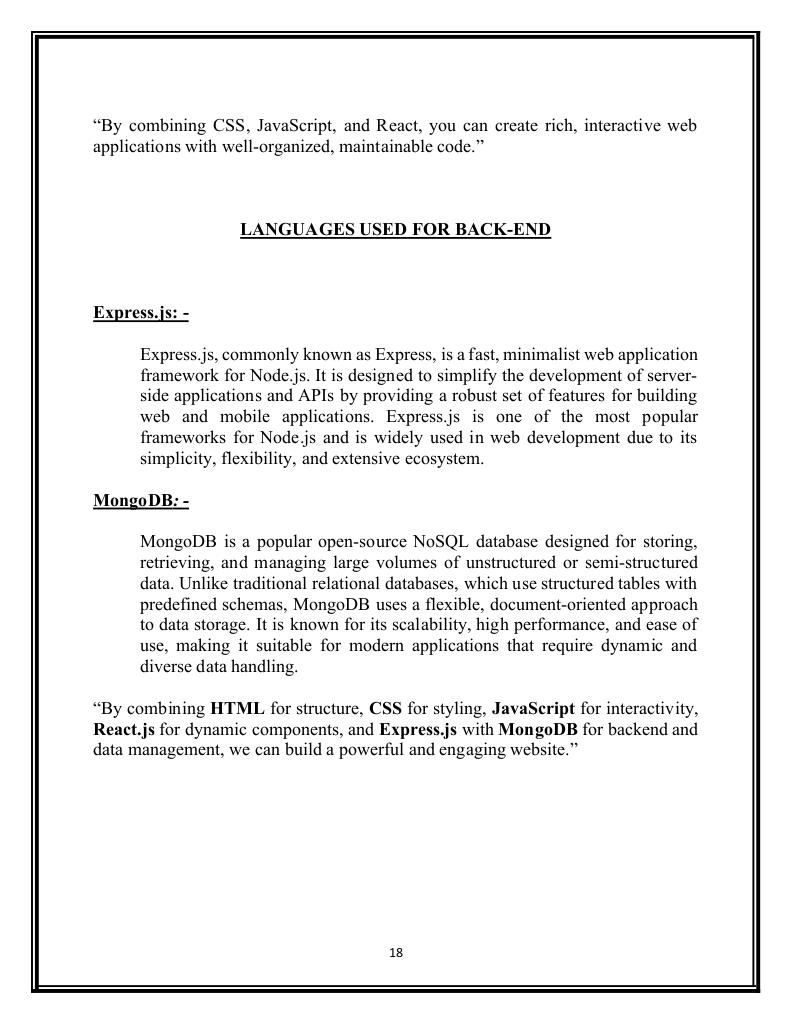 “By combining CSS, JavaScript, and React, you can create rich, interactive web
applications with well-organized, maintainable code.”
LANGUAGES USED FOR BACK-END
Express.js: -
Express.js, commonly known as Express, is a fast, minimalist web application
framework for Node.js. It is designed to simplify the development of server-
side applications and APIs by providing a robust set of features for building
web and mobile applications. Express.js is one of the most popular
frameworks for Node.js and is widely used in web development due to its
simplicity, flexibility, and extensive ecosystem.
MongoDB: -
MongoDB is a popular open-source NoSQL database designed for storing,
retrieving, and managing large volumes of unstructured or semi-structured
data. Unlike traditional relational databases, which use structured tables with
predefined schemas, MongoDB uses a flexible, document-oriented approach
to data storage. It is known for its scalability, high performance, and ease of
use, making it suitable for modern applications that require dynamic and
diverse data handling.
“By combining HTML for structure, CSS for styling, JavaScript for interactivity,
React.js for dynamic components, and Express.js with MongoDB for backend and
data management, we can build a powerful and engaging website.”
18